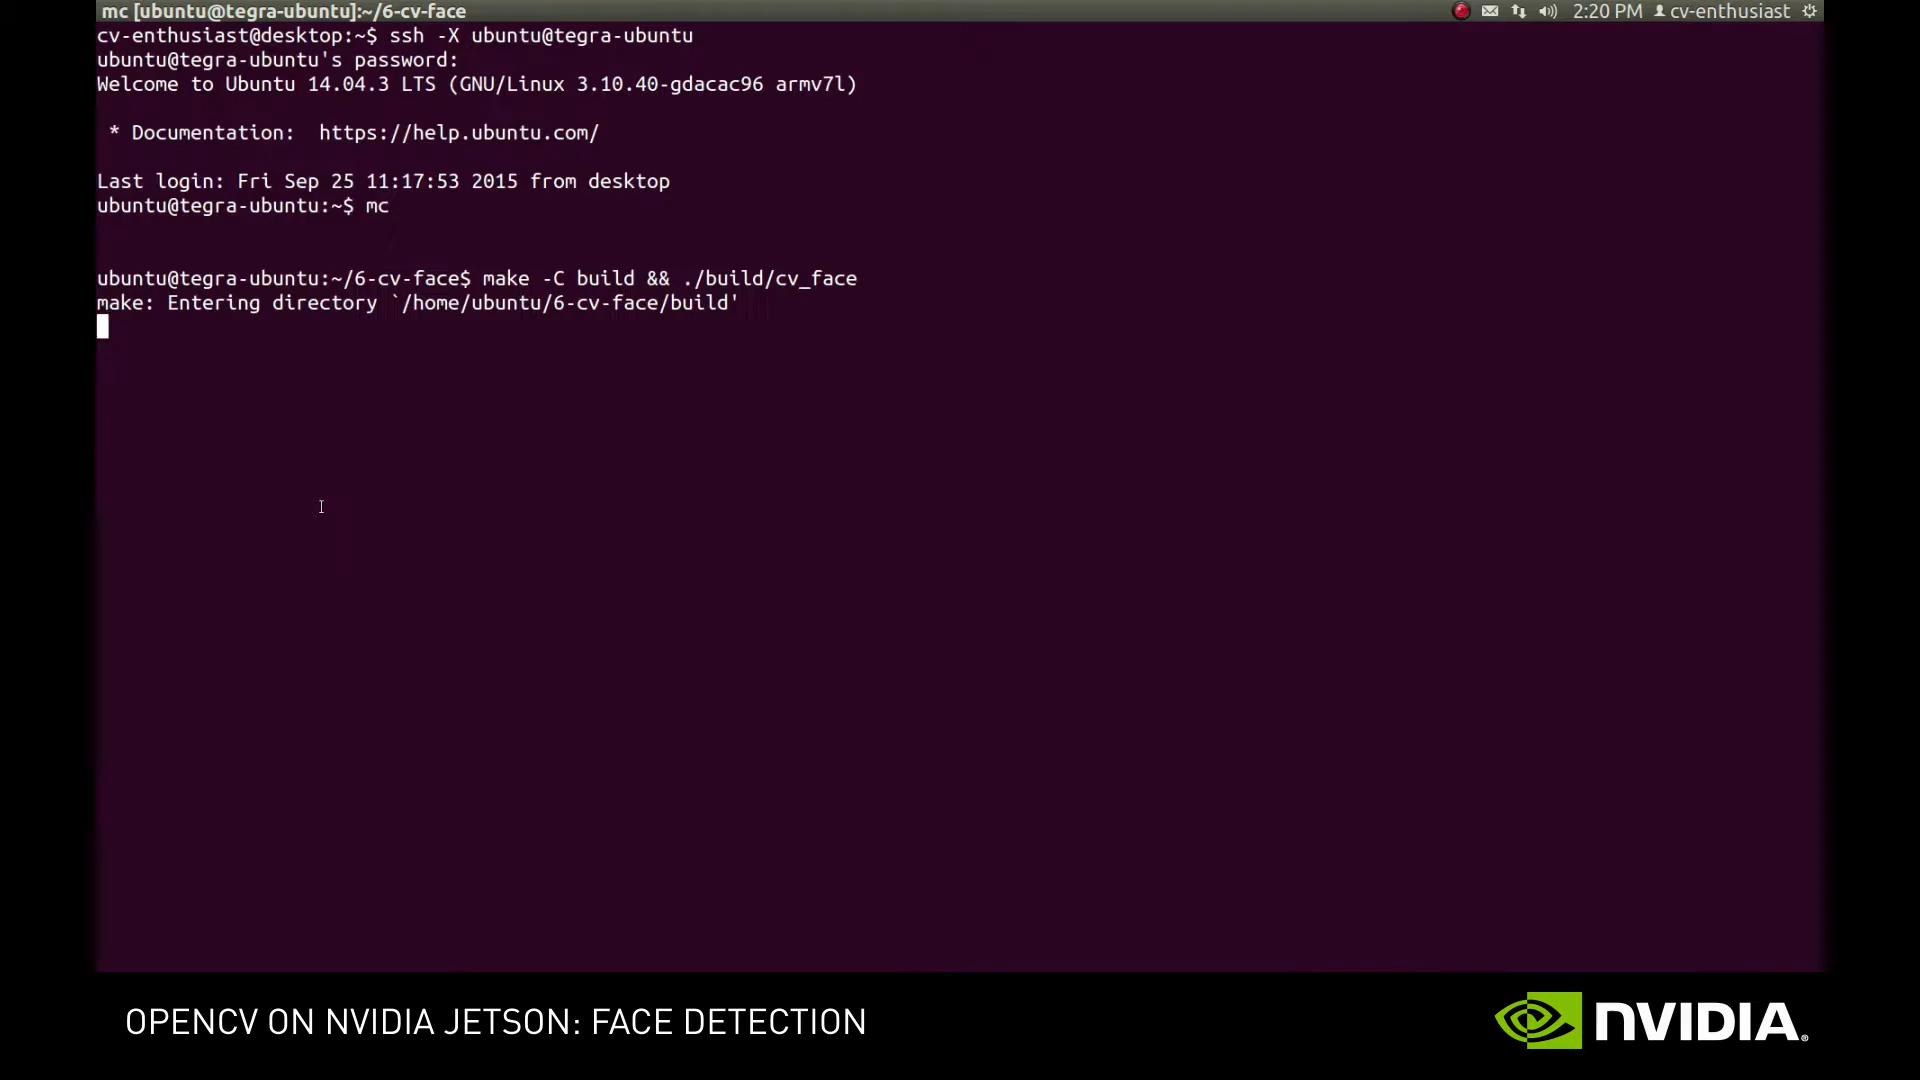 mc [ubuntu@tegra-ubuntu]:~/6-cv-face
2:20 PM cv-enthusiast
cv-enthusiast@desktop:~$ ssh -X ubuntu@tegra-ubuntu
ubuntu@tegra-ubuntu's password:
Welcome to Ubuntu 14.04.3 LTS (GNU/Linux 3.10.40-gdacac96 armv7l)
* Documentation:  https://help.ubuntu.com/
Last login: Fri Sep 25 11:17:53 2015 from desktop
ubuntu@tegra-ubuntu:~$ mc
ubuntu@tegra-ubuntu:~/6-cv-face$ make -C build && ./build/cv_face
make: Entering directory `/home/ubuntu/6-cv-face/build'
OPENCV ON NVIDIA JETSON: FACE DETECTION
NVIDIA®